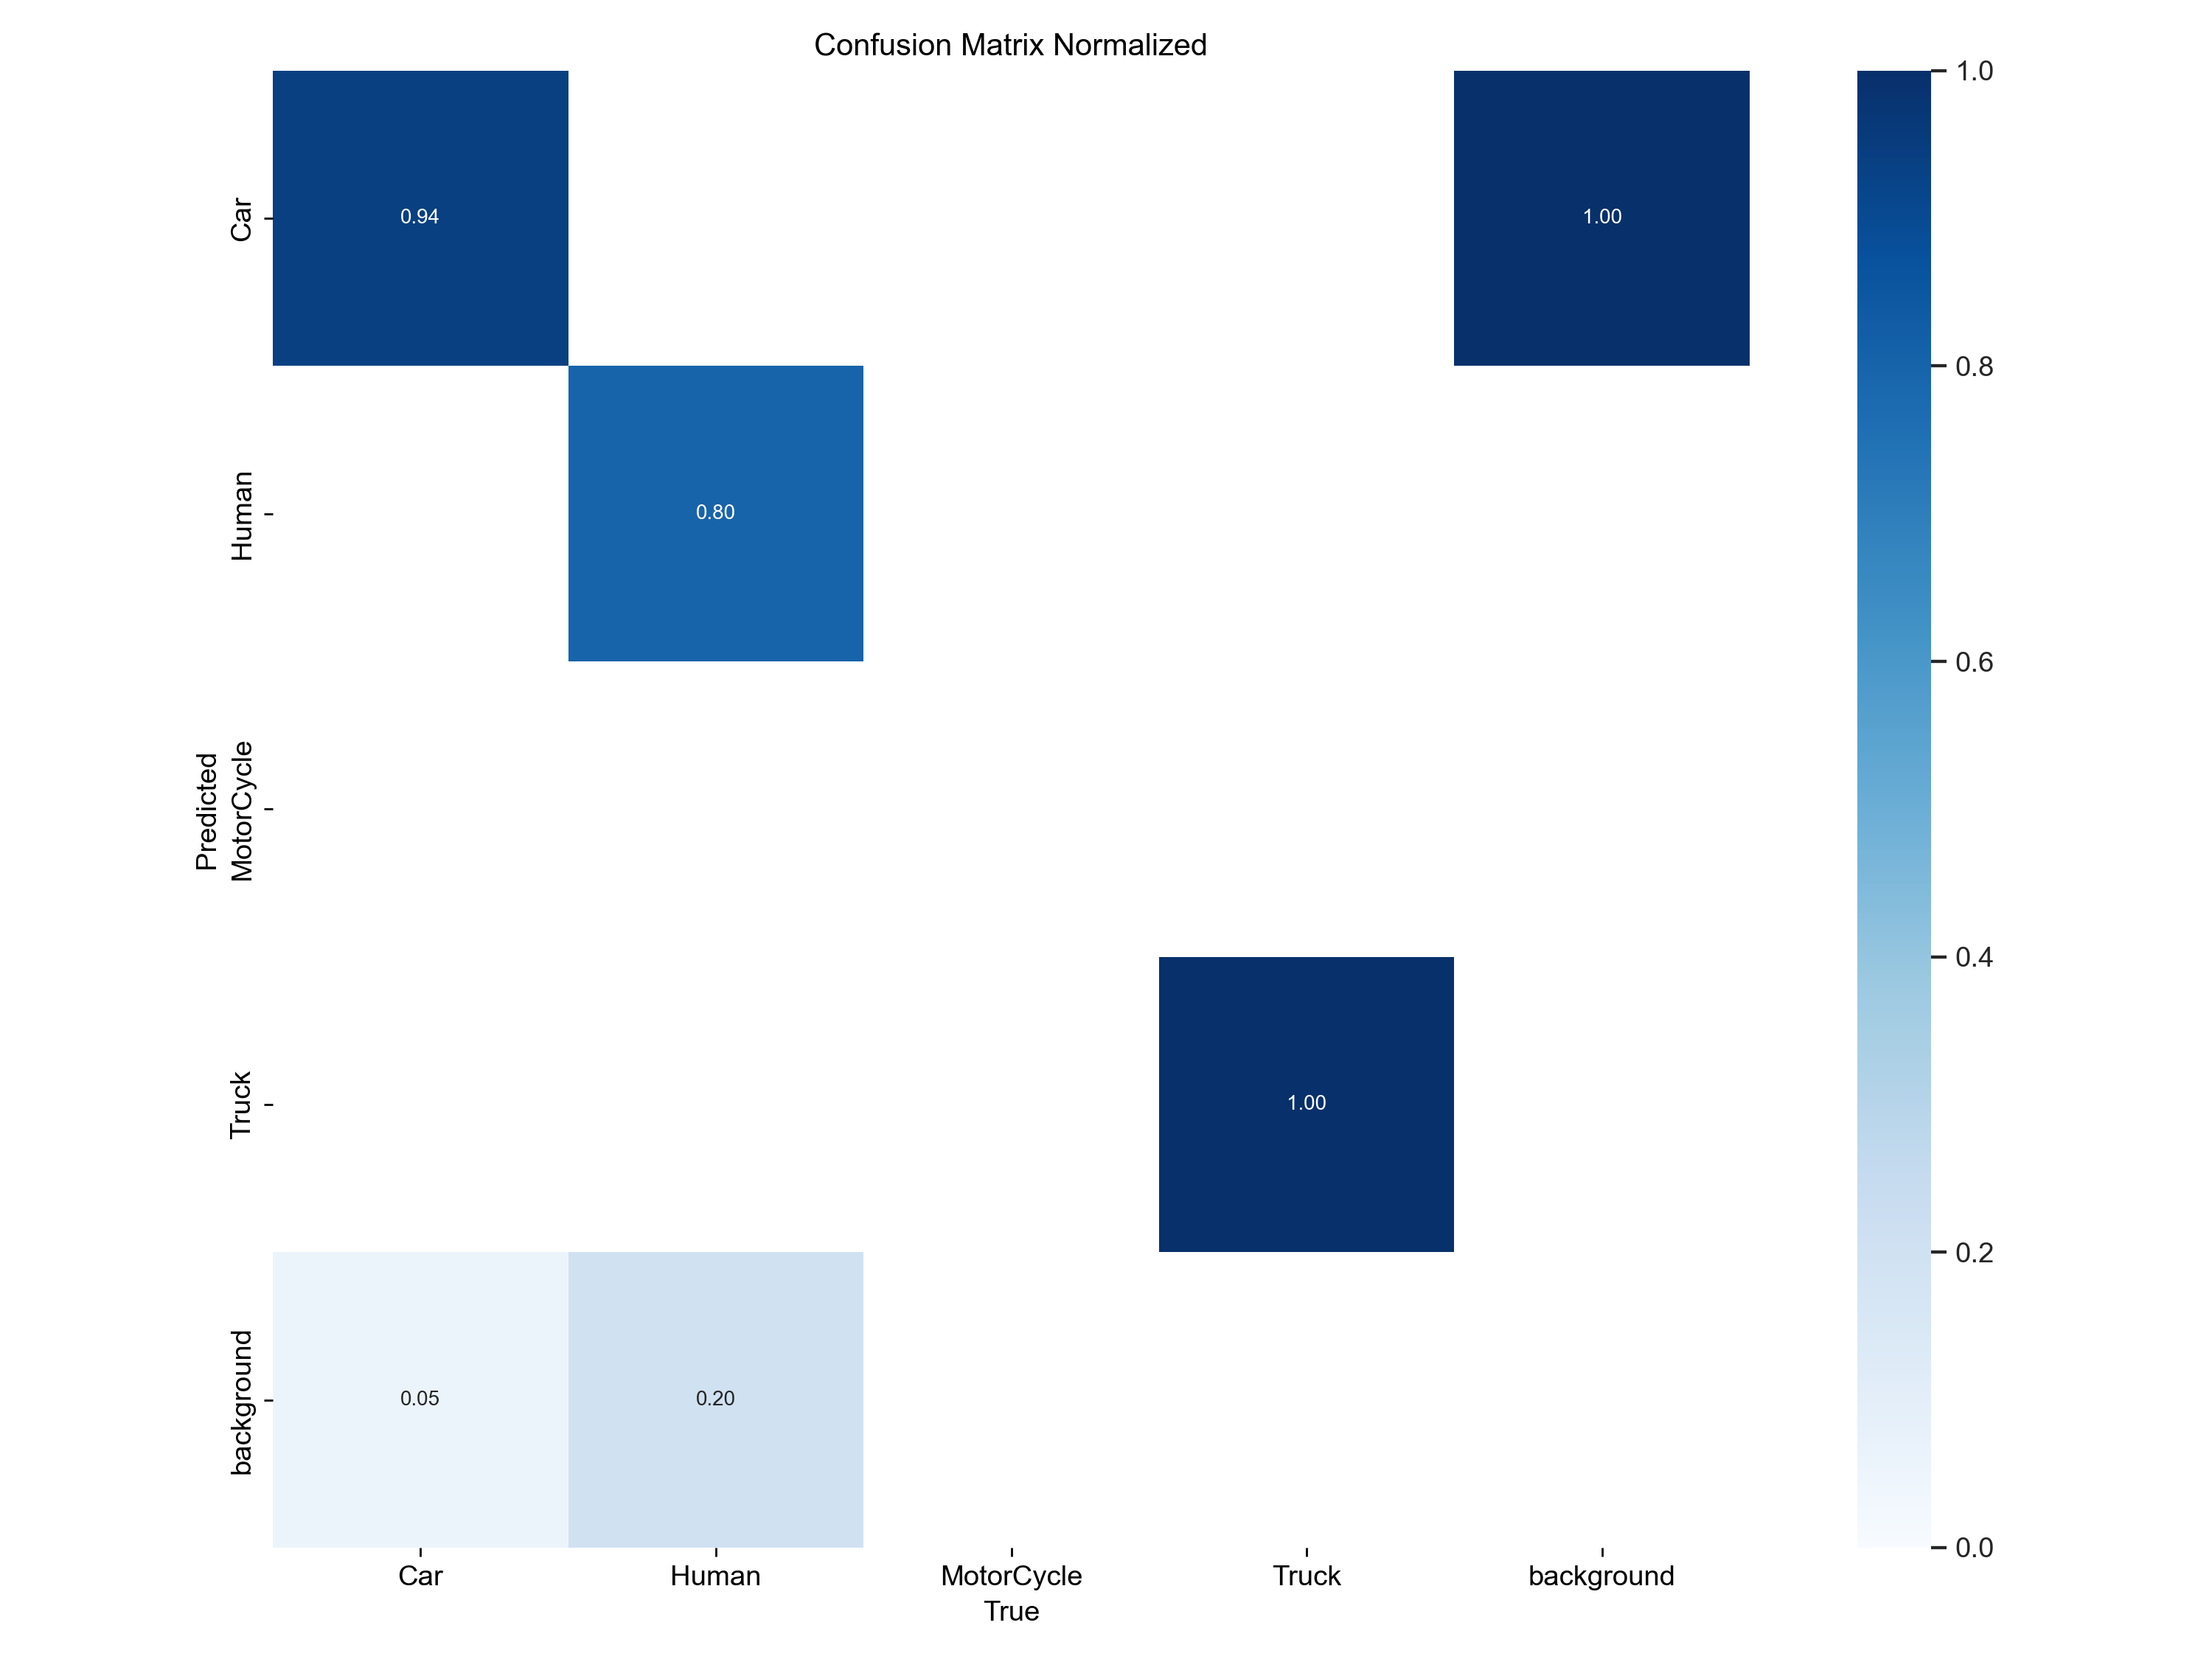 Confusion Matrix Normalized
1.0
Car
0.94
1.00
0.8
Human
0.80
0.6
Predicted
MotorCycle
0.4
Truck
1.00
0.2
background
0.05
0.20
0.0
Car
Human
MotorCycle
Truck
background
True